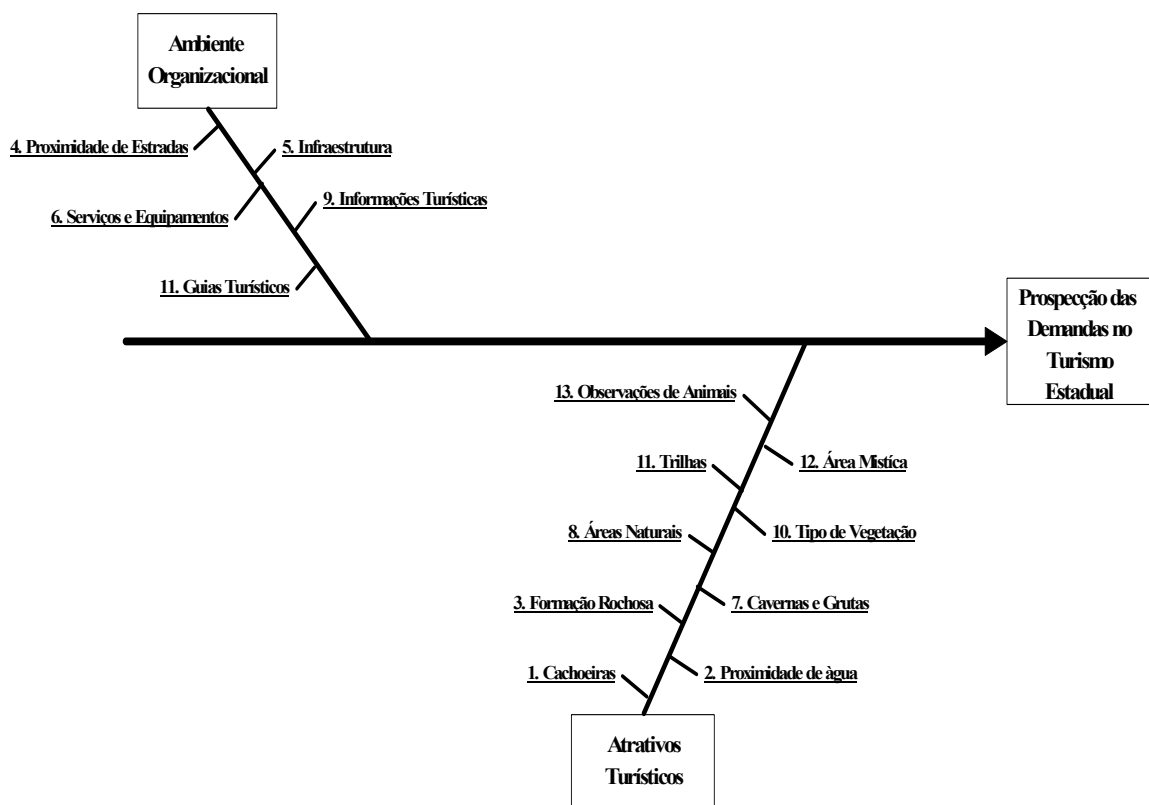 Ambiente
Organizacional
4. Proximidade de Estradas
5. Infraestrutura
9. Informações Turísticas
6. Serviços e Equipamentos
11. Guias Turísticos
Prospecção das
Demandas no
Turismo
Estadual
13. Observações de Animais
12. Área Mistíca
11. Trilhas
10. Tipo de Vegetação
8. Áreas Naturais
7. Cavernas e Grutas
3. Formação Rochosa
1. Cachoeiras
2. Proximidade de àgua
Atrativos
Turísticos